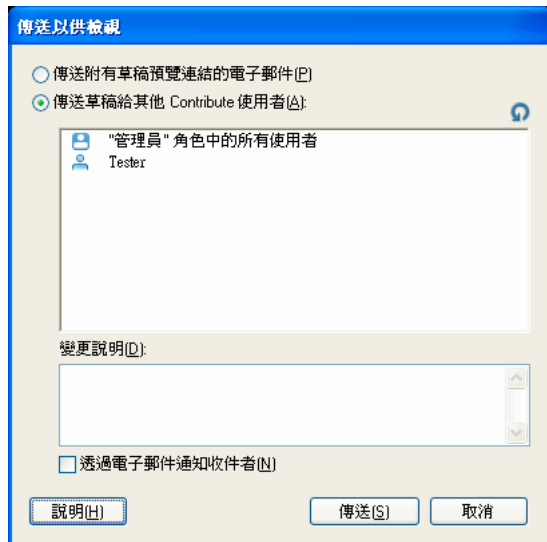 傳送以供檢視
傳送附有草稿預覽連結的電子郵件(P)
傳送草稿給其他 Contribute 使用者(A):
"管理員" 角色中的所有使用者
Tester
變更說明(D):
透過電子郵件通知收件者(N)
說明(H)
傳送(S)
取消